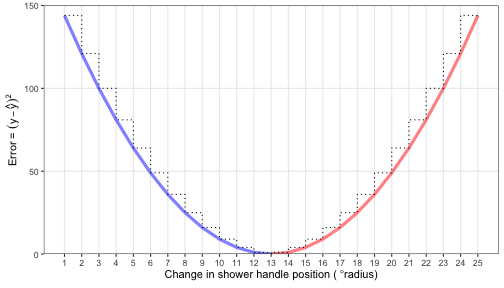 150
100
50
0
Error = (y − ŷ)²
1 2 3 4 5 6 7 8 9 10 11 12 13 14 15 16 17 18 19 20 21 22 23 24 25
Change in shower handle position ( °radius)